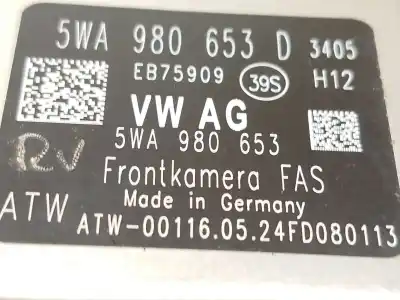 5WA 980 653 D 3405
EB75909 39S H12
VW AG
5WA 980 653
RV
Frontkamera FAS
Made in Germany
ATW
ATW-00116.05.24FD080113